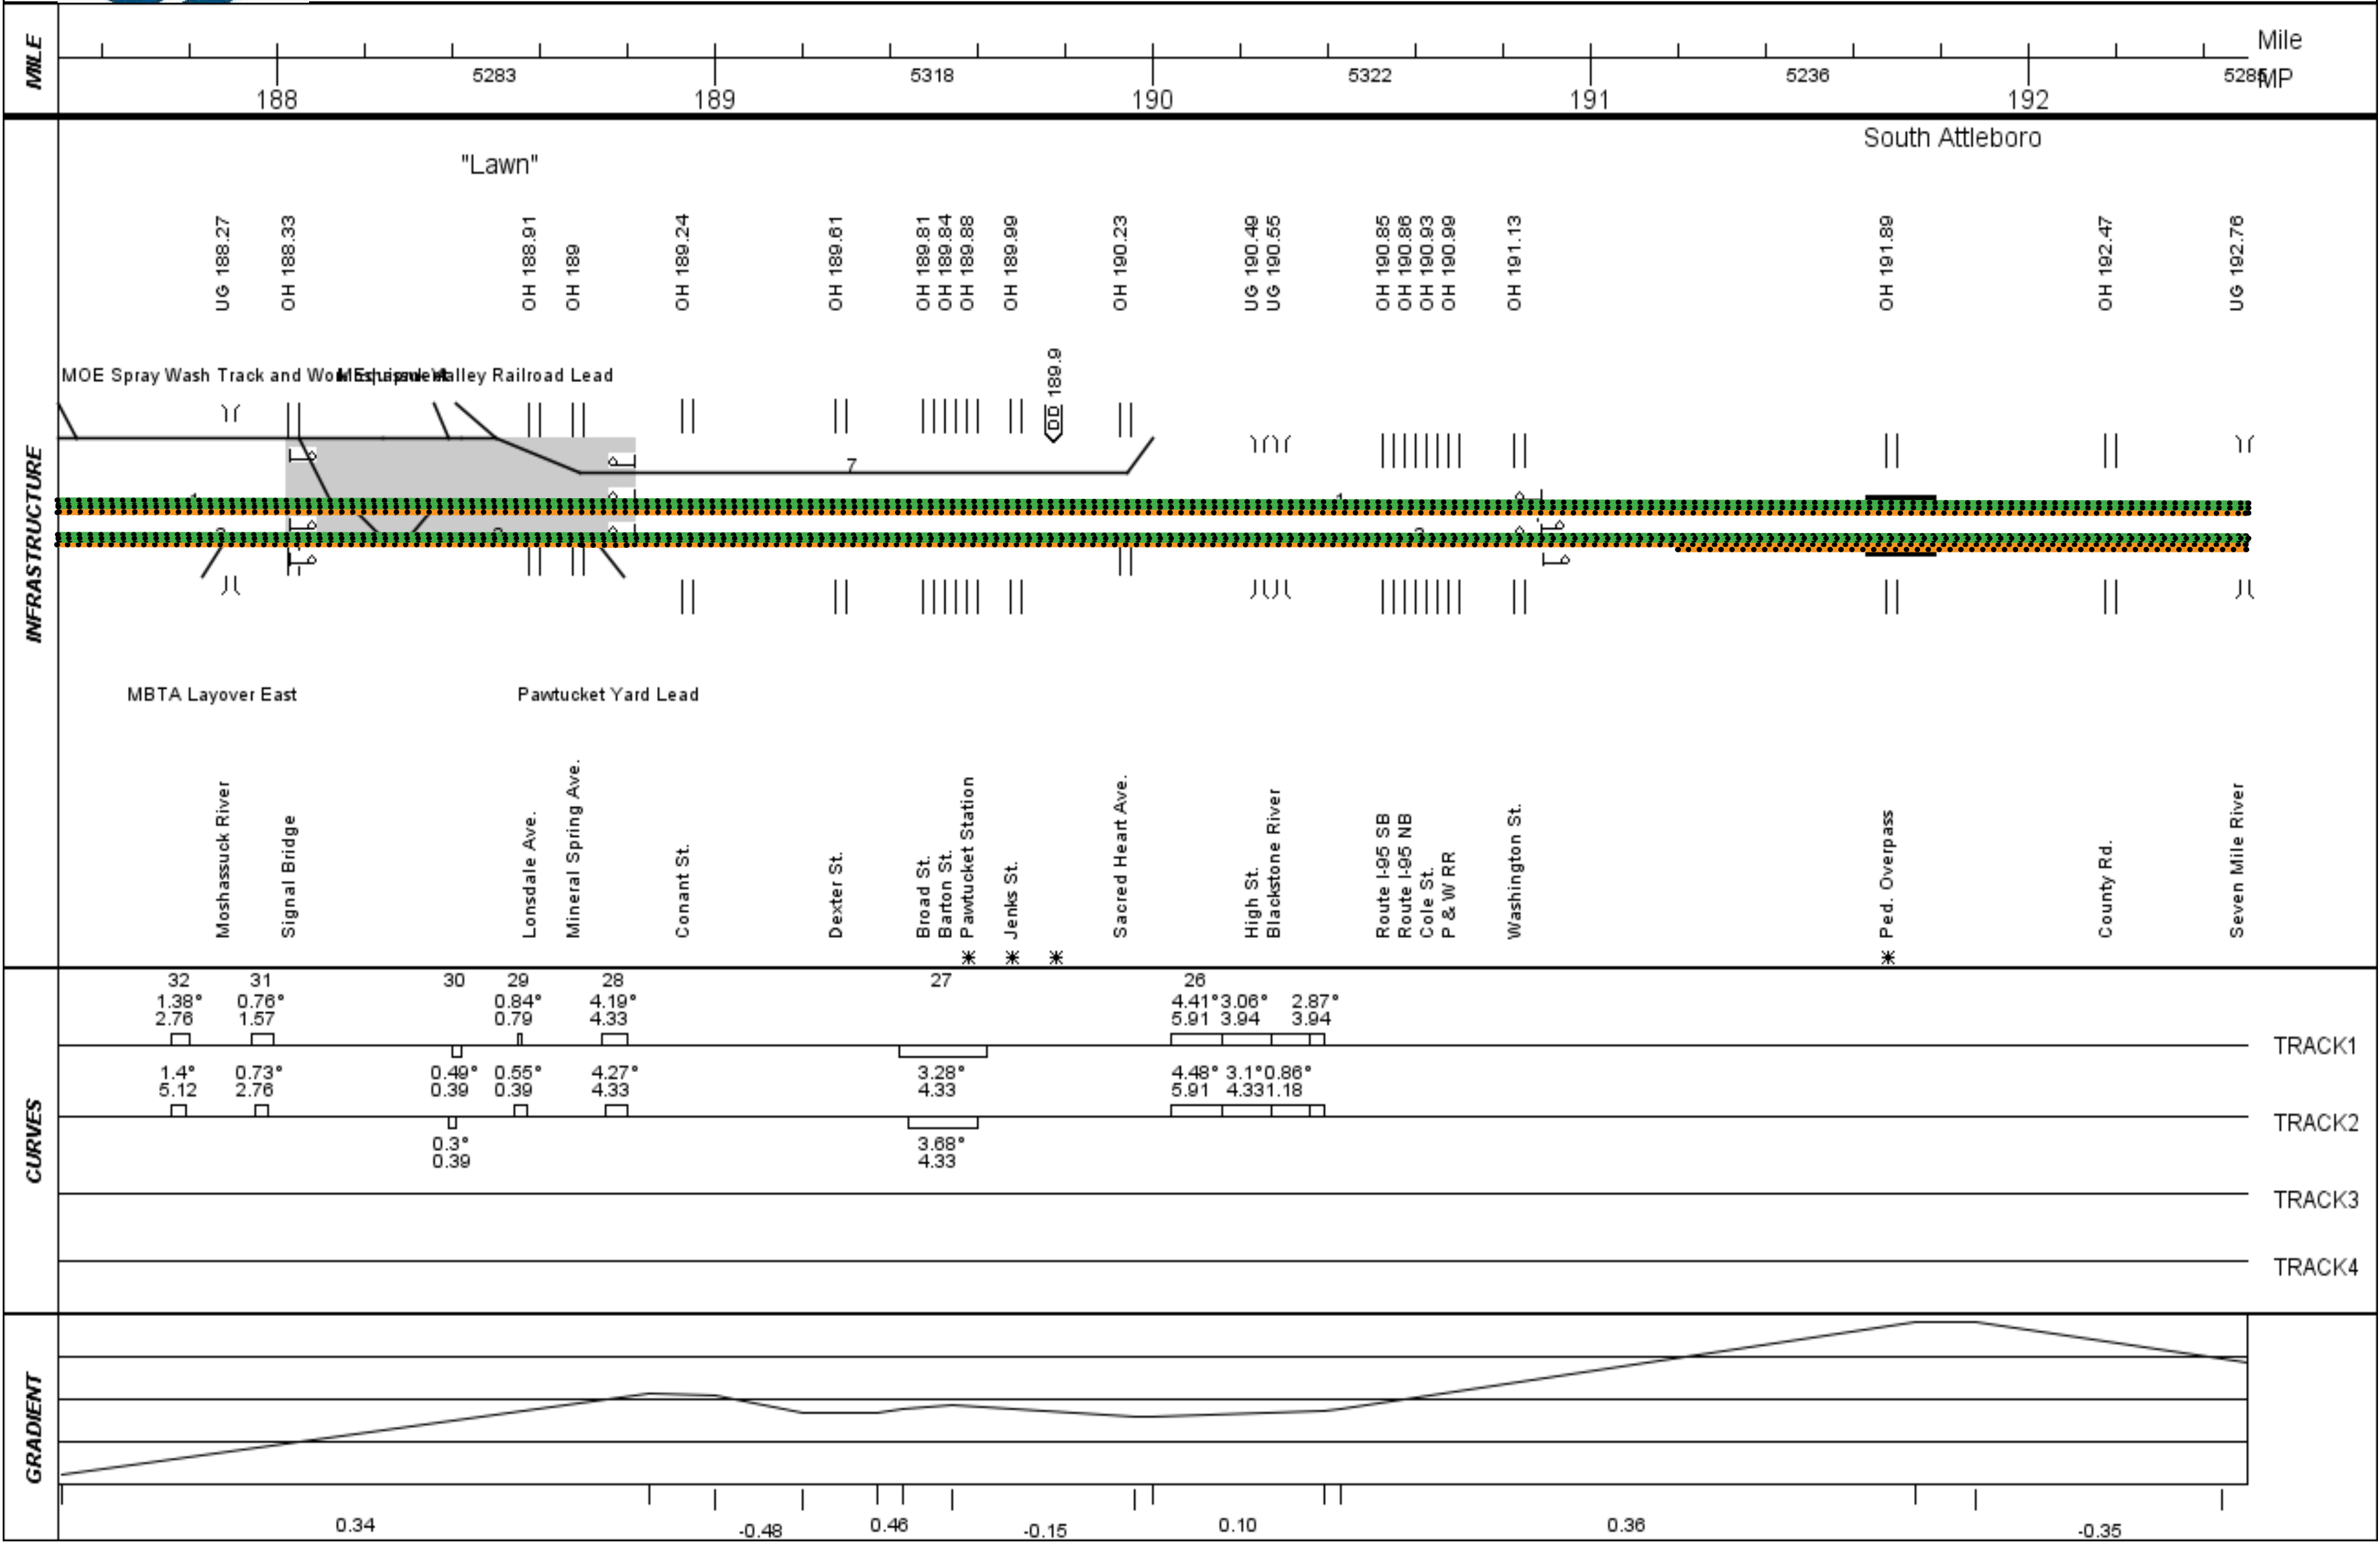 MILE
Mile
5283 5318 5322 5236
MP
188 189 190 191 192
South Attleboro
"Lawn"
UG 188.27
OH 188.33
OH 188.91
OH 189
OH 189.24
OH 189.61
OH 189.81
OH 189.84
OH 189.88
OH 189.99
OH 190.23
UG 190.49
UG 190.55
OH 190.85
OH 190.86
OH 190.93
OH 190.99
OH 191.13
OH 191.89
OH 192.47
UG 192.76
DD 189.9
MOE Spray Wash Track and Valley Railroad Lead
INFRASTRUCTURE
7
MBTA Layover East
Pawtucket Yard Lead
Moshassuck River
Signal Bridge
Lonsdale Ave.
Mineral Spring Ave.
Conant St.
Dexter St.
Broad St.
Barton St.
* Pawtucket Station
* Jenks St.
*
Sacred Heart Ave.
High St.
Blackstone River
Route I-95 SB
Route I-95 NB
Cole St.
P & W RR
Washington St.
* Ped. Overpass
County Rd.
Seven Mile River
CURVES
32 31 30 29 28 27 26
1.38° 0.76° 0.84° 4.19° 4.41° 3.06° 2.87°
2.76 1.57 0.79 4.33 5.91 3.94 3.94
TRACK1
1.4° 0.73° 0.49° 0.55° 4.27° 3.28° 4.48° 3.1° 0.86°
5.12 2.76 0.39 0.39 4.33 4.33 5.91 4.33 1.18
TRACK2
0.3° 3.68°
0.39 4.33
TRACK3
TRACK4
GRADIENT
0.34 -0.48 0.46 -0.15 0.10 0.36 -0.35